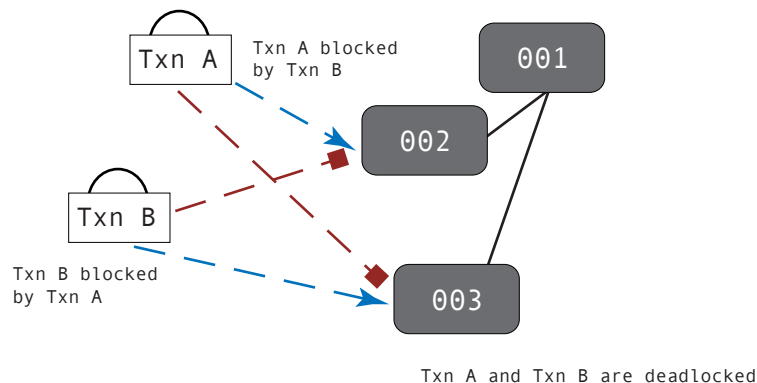 Txn A
Txn A blocked
by Txn B
001
002
Txn B
Txn B blocked
by Txn A
003
Txn A and Txn B are deadlocked